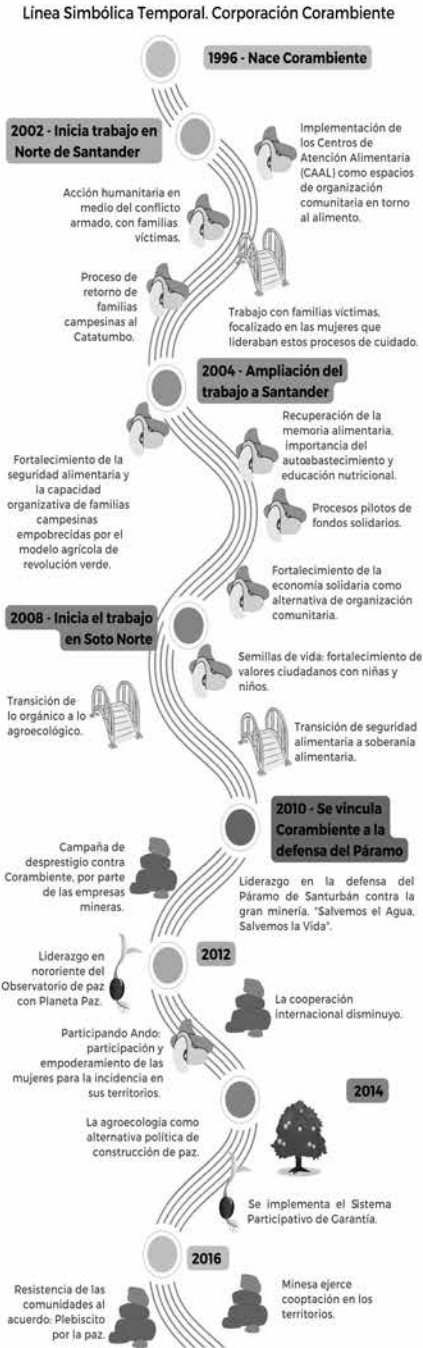 Línea Simbólica Temporal. Corporación Corambiente
1996 - Nace Corambiente
2002 - Inicia trabajo en
Norte de Santander
Implementación de
los Centros de
Atención Alimentaria
(CAAL) como espacios
de organización
comunitaria en torno
al alimento.
Acción humanitaria en
medio del conflicto
armado, con familias
víctimas.
Proceso de
retorno de
familias
campesinas al
Catatumbo.
Trabajo con familias víctimas,
focalizado en las mujeres que
lideraban estos procesos de cuidado.
2004 - Ampliación del
trabajo a Santander
Recuperación de la
memoria alimentaria,
importancia del
autoabastecimiento y
educación nutricional.
Fortalecimiento de la
seguridad alimentaria y
la capacidad
organizativa de familias
campesinas
empobrecidas por el
modelo agrícola de
revolución verde.
Procesos pilotos de
fondos solidarios.
Fortalecimiento de la
economía solidaria como
alternativa de organización
comunitaria.
2008 - Inicia el trabajo
en Soto Norte
Semillas de vida: fortalecimiento de
valores ciudadanos con niñas y
niños.
Transición de
lo orgánico a lo
agroecológico.
Transición de seguridad
alimentaria a soberanía
alimentaria.
2010 - Se vincula
Corambiente a la
defensa del Páramo
Campaña de
desprestigio contra
Corambiente, por parte
de las empresas
mineras.
Liderazgo en la defensa del
Páramo de Santurbán contra la
gran minería. "Salvemos el Agua,
Salvemos la Vida".
2012
Liderazgo en
nororiente del
Observatorio de paz
con Planeta Paz.
La cooperación
internacional disminuyo.
Participando Ando:
participación y
empoderamiento de las
mujeres para la incidencia en
sus territorios.
2014
La agroecología como
alternativa política de
construcción de paz.
Se implementa el Sistema
Participativo de Garantía.
2016
Resistencia de las
comunidades al
acuerdo: Plebiscito
por la paz.
Minesa ejerce
cooptación en los
territorios.